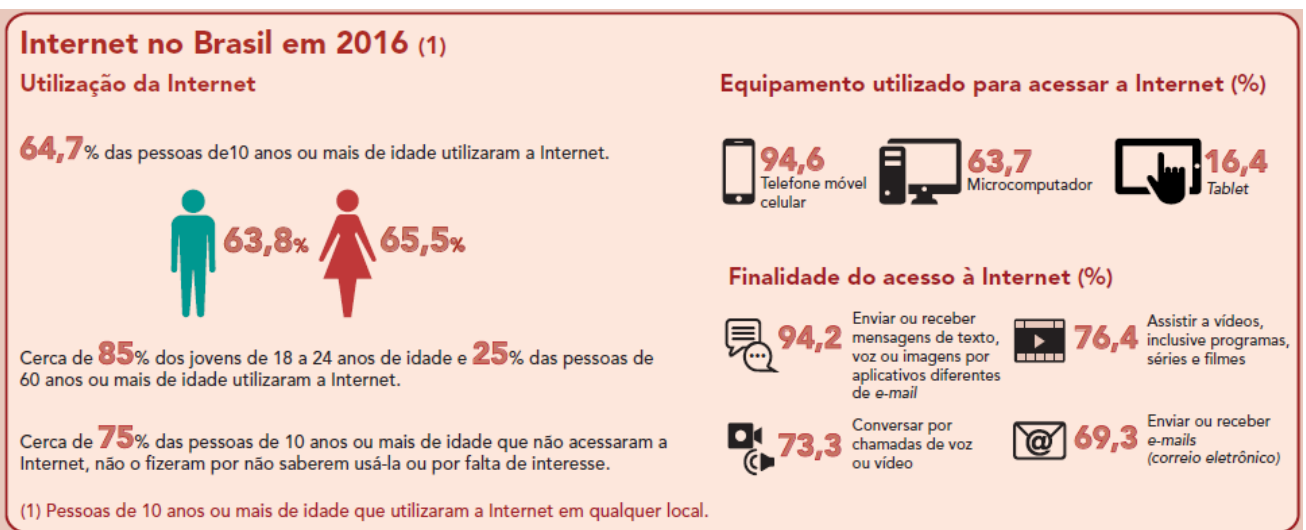 Internet no Brasil em 2016 (1)
Utilização da Internet
64,7% das pessoas de10 anos ou mais de idade utilizaram a Internet.
63,8%
65,5%
Cerca de 85% dos jovens de 18 a 24 anos de idade e 25% das pessoas de
60 anos ou mais de idade utilizaram a Internet.
Cerca de 75% das pessoas de 10 anos ou mais de idade que não acessaram a
Internet, não o fizeram por não saberem usá-la ou por falta de interesse.
(1) Pessoas de 10 anos ou mais de idade que utilizaram a Internet em qualquer local.
Equipamento utilizado para acessar a Internet (%)
94,6
Telefone móvel
celular
63,7
Microcomputador
16,4
Tablet
Finalidade do acesso à Internet (%)
94,2
Enviar ou receber
mensagens de texto,
voz ou imagens por
aplicativos diferentes
de e-mail
76,4
Assistir a vídeos,
inclusive programas,
séries e filmes
73,3
Conversar por
chamadas de voz
ou vídeo
@
69,3
Enviar ou receber
e-mails
(correio eletrônico)